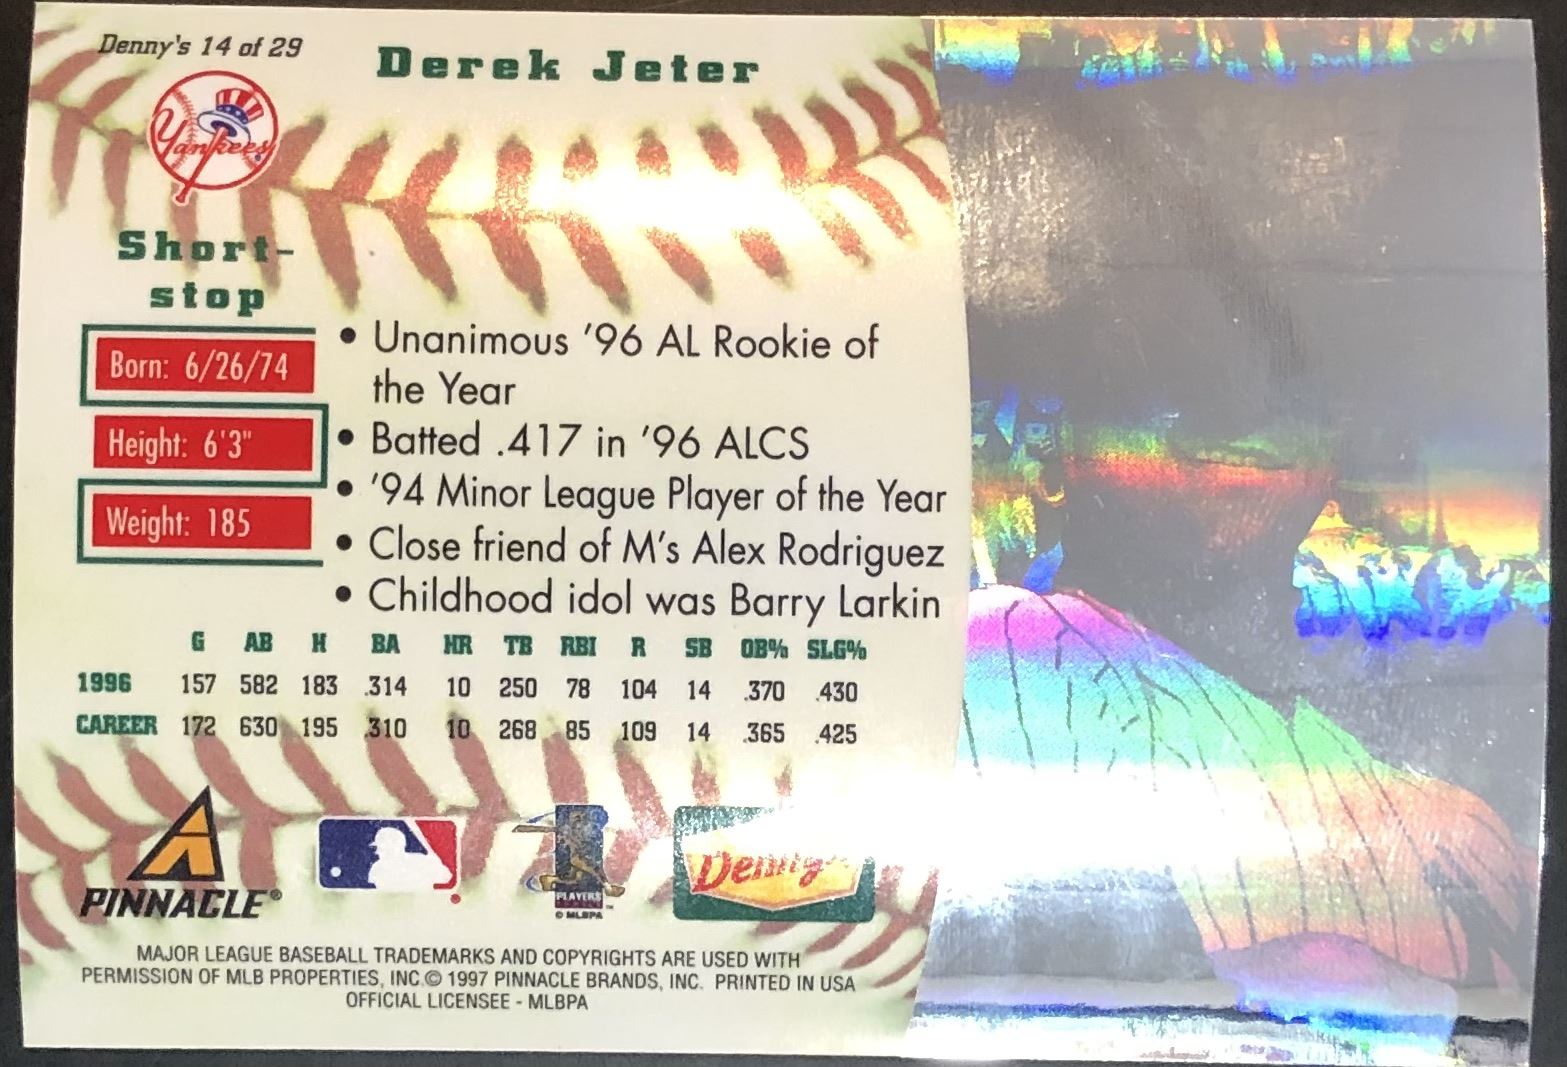 Denny's 14 of 29
Derek Jeter
Yankees
Short-
stop
Born: 6/26/74
Height: 6'3"
Weight: 185
• Unanimous '96 AL Rookie of
the Year
• Batted .417 in '96 ALCS
• '94 Minor League Player of the Year
• Close friend of M's Alex Rodriguez
• Childhood idol was Barry Larkin
G AB H BA HR TB RBI R SB OB% SLG%
1996 157 582 183 .314 10 250 78 104 14 .370 .430
CAREER 172 630 195 .310 10 268 85 109 14 .365 .425
PINNACLE®
PLAYERS
© MLBPA
Denny's
MAJOR LEAGUE BASEBALL TRADEMARKS AND COPYRIGHTS ARE USED WITH
PERMISSION OF MLB PROPERTIES, INC.© 1997 PINNACLE BRANDS, INC. PRINTED IN USA
OFFICIAL LICENSEE - MLBPA